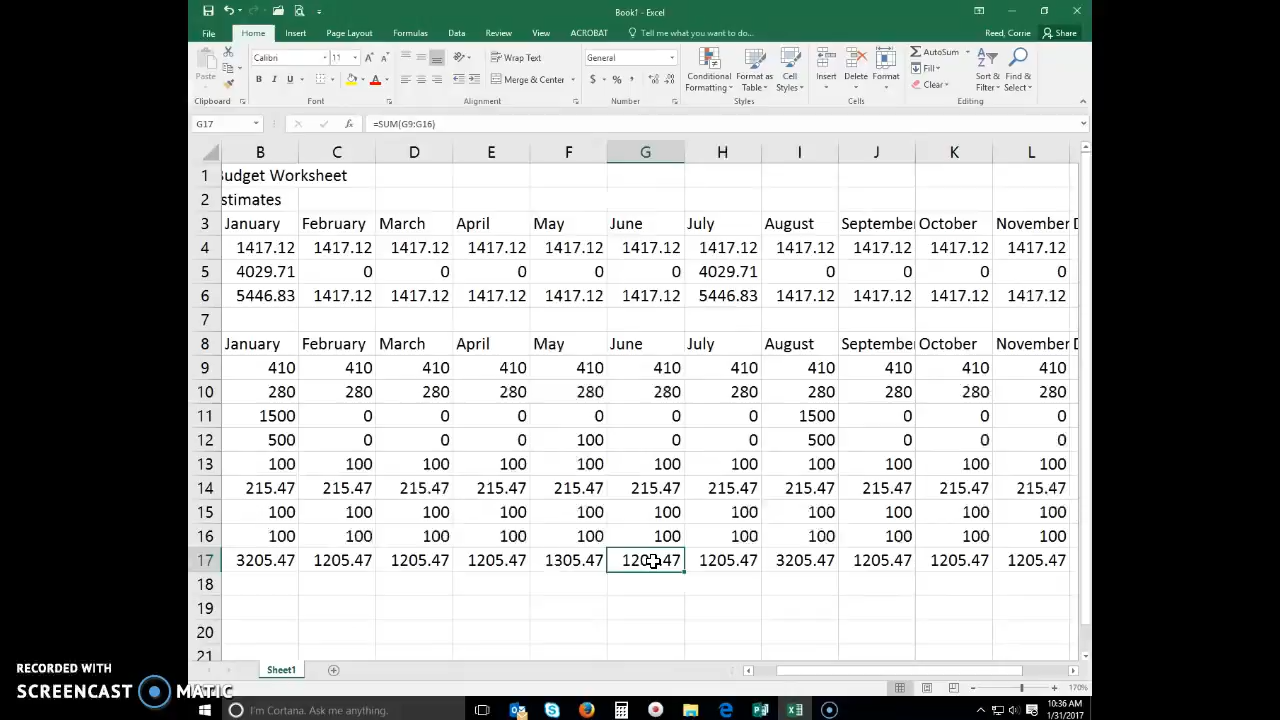 Book1 - Excel
File Home Insert Page Layout Formulas Data Review View ACROBAT Tell me what you want to do... Reed, Corrie Share
Calibri 11 Wrap Text General AutoSum
Paste B I U Merge & Center $ % Conditional Formatting Format as Table Cell Styles Insert Delete Format Fill Clear Sort & Filter Find & Select
Clipboard Font Alignment Number Styles Cells Editing
G17 fx =SUM(G9:G16)
B C D E F G H I J K L
1 Budget Worksheet
2 stimates
3 January February March April May June July August Septembe October November D
4 1417.12 1417.12 1417.12 1417.12 1417.12 1417.12 1417.12 1417.12 1417.12 1417.12 1417.12
5 4029.71 0 0 0 0 0 4029.71 0 0 0 0
6 5446.83 1417.12 1417.12 1417.12 1417.12 1417.12 5446.83 1417.12 1417.12 1417.12 1417.12
7
8 January February March April May June July August Septembe October November D
9 410 410 410 410 410 410 410 410 410 410 410
10 280 280 280 280 280 280 280 280 280 280 280
11 1500 0 0 0 0 0 0 1500 0 0 0
12 500 0 0 0 100 0 0 500 0 0 0
13 100 100 100 100 100 100 100 100 100 100 100
14 215.47 215.47 215.47 215.47 215.47 215.47 215.47 215.47 215.47 215.47 215.47
15 100 100 100 100 100 100 100 100 100 100 100
16 100 100 100 100 100 100 100 100 100 100 100
17 3205.47 1205.47 1205.47 1205.47 1305.47 1205.47 1205.47 3205.47 1205.47 1205.47 1205.47
18
19
20
21
Sheet1
170%
RECORDED WITH
SCREENCAST MATIC
I'm Cortana. Ask me anything.
10:36 AM
1/31/2017